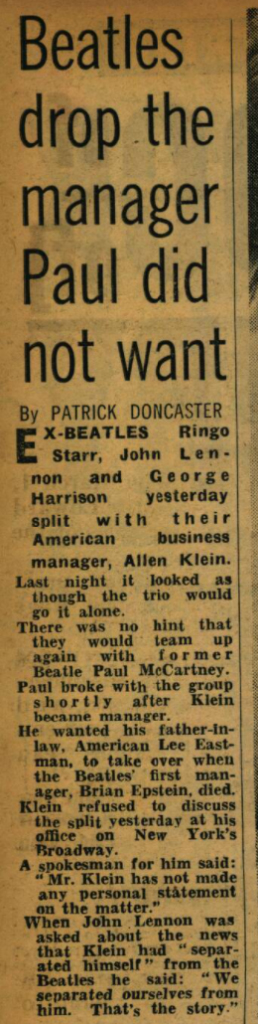 Beatles
drop the
manager
Paul did
not want
By PATRICK DONCASTER
EX-BEATLES Ringo
Starr, John Len-
non and George
Harrison yesterday
split with their
American business
manager, Allen Klein.
Last night it looked as
though the trio would
go it alone.
There was no hint that
they would team up
again with former
Beatle Paul McCartney.
Paul broke with the group
shortly after Klein
became manager.
He wanted his father-in-
law, American Lee East-
man, to take over when
the Beatles' first man-
ager, Brian Epstein, died.
Klein refused to discuss
the split yesterday at his
office on New York's
Broadway.
A spokesman for him said:
"Mr. Klein has not made
any personal statement
on the matter."
When John Lennon was
asked about the news
that Klein had "separ-
ated himself" from the
Beatles he said: "We
separated ourselves from
him. That's the story."